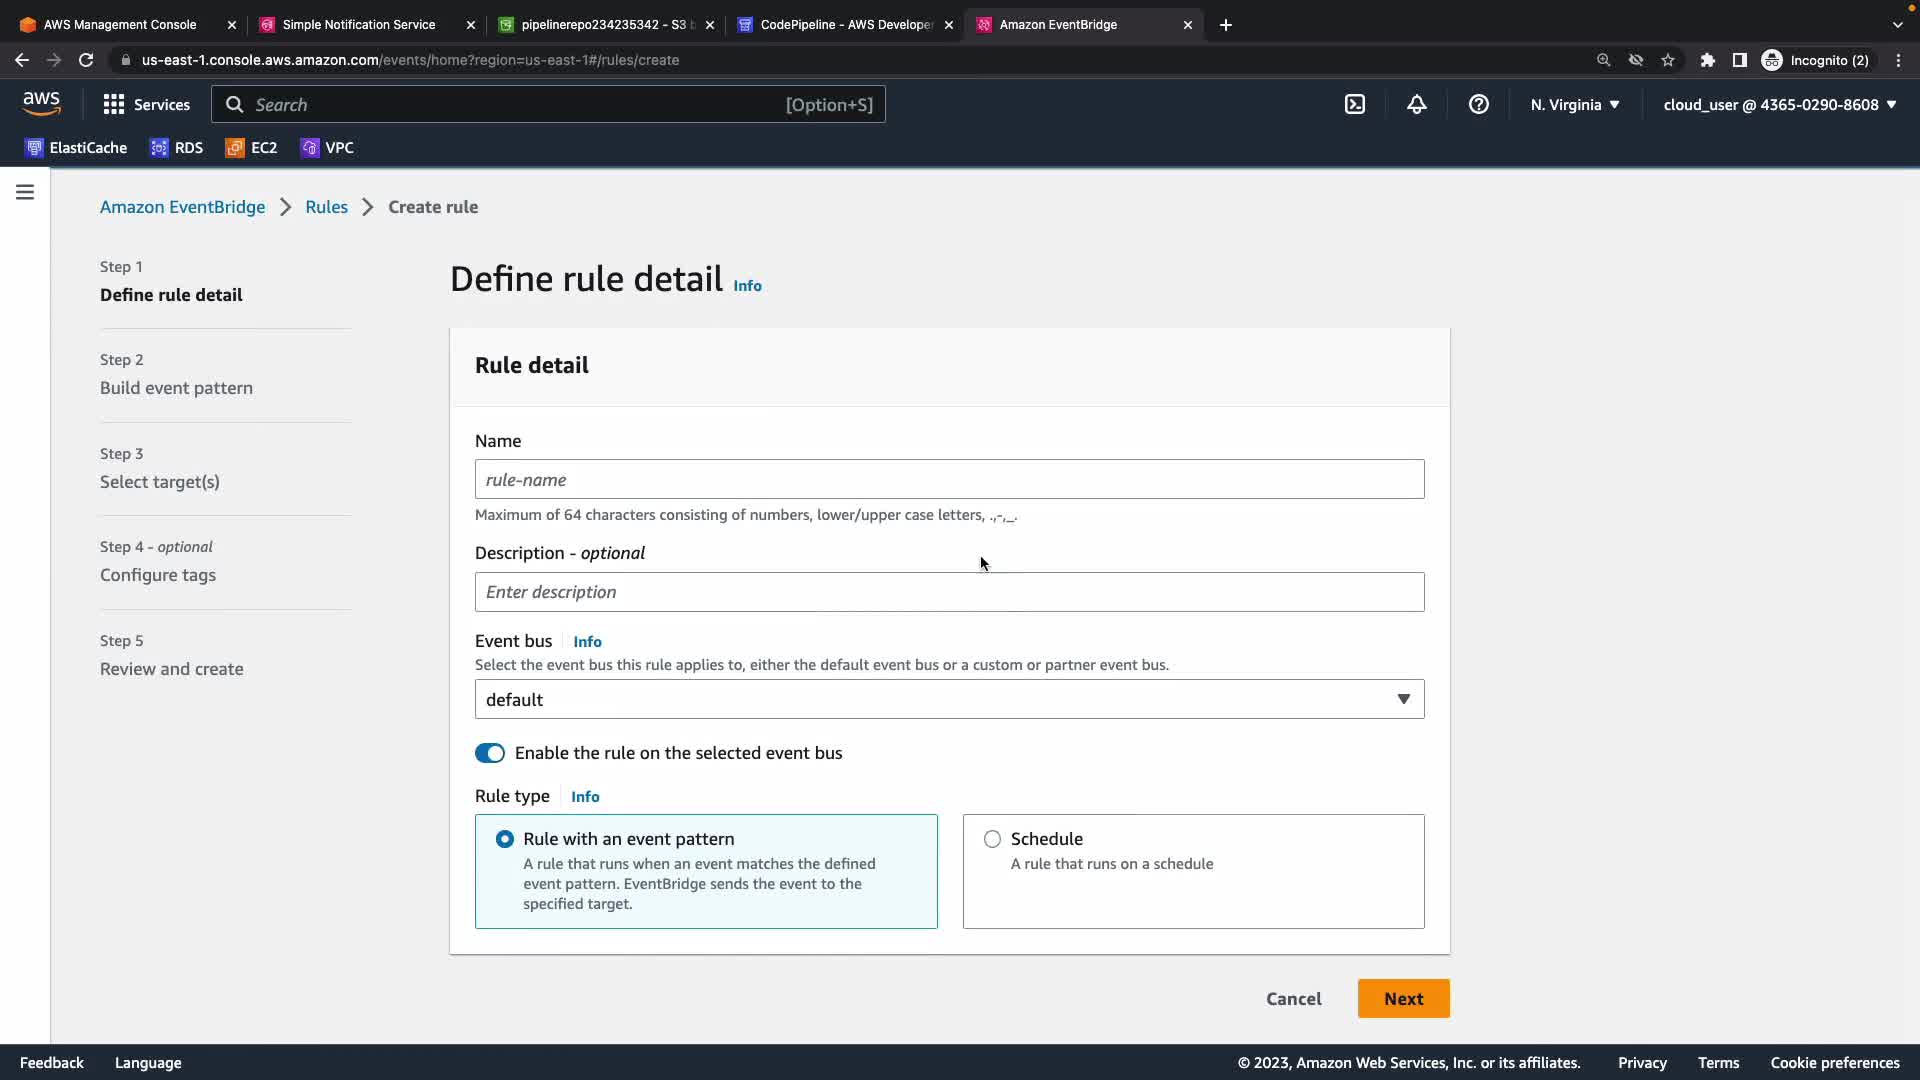 AWS Management Console
Simple Notification Service
pipelinerepo234235342 - S3 b
CodePipeline - AWS Develope
Amazon EventBridge
us-east-1.console.aws.amazon.com/events/home?region=us-east-1#/rules/create
Incognito (2)
aws
Services
Search
[Option+S]
N. Virginia
cloud_user @ 4365-0290-8608
ElastiCache
RDS
EC2
VPC
Amazon EventBridge
Rules
Create rule
Step 1
Define rule detail
Step 2
Build event pattern
Step 3
Select target(s)
Step 4 - optional
Configure tags
Step 5
Review and create
Define rule detail Info
Rule detail
Name
rule-name
Maximum of 64 characters consisting of numbers, lower/upper case letters, .,-,_.
Description - optional
Enter description
Event bus Info
Select the event bus this rule applies to, either the default event bus or a custom or partner event bus.
default
Enable the rule on the selected event bus
Rule type Info
Rule with an event pattern
A rule that runs when an event matches the defined
event pattern. EventBridge sends the event to the
specified target.
Schedule
A rule that runs on a schedule
Cancel
Next
Feedback
Language
© 2023, Amazon Web Services, Inc. or its affiliates.
Privacy
Terms
Cookie preferences